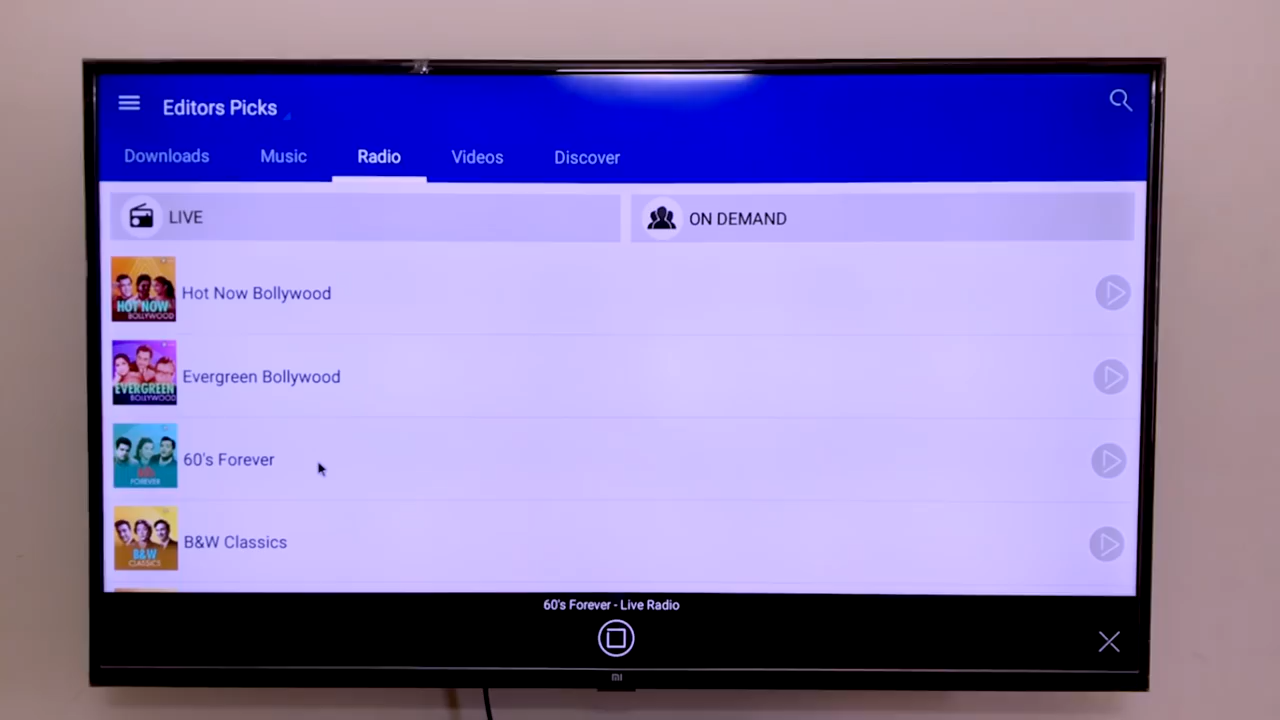 Editors Picks
Downloads Music Radio Videos Discover
LIVE ON DEMAND
HOT NOW
BOLLYWOOD
Hot Now Bollywood
EVERGREEN
BOLLYWOOD
Evergreen Bollywood
FOREVER
60's Forever
B&W
CLASSICS
B&W Classics
60's Forever - Live Radio
mi